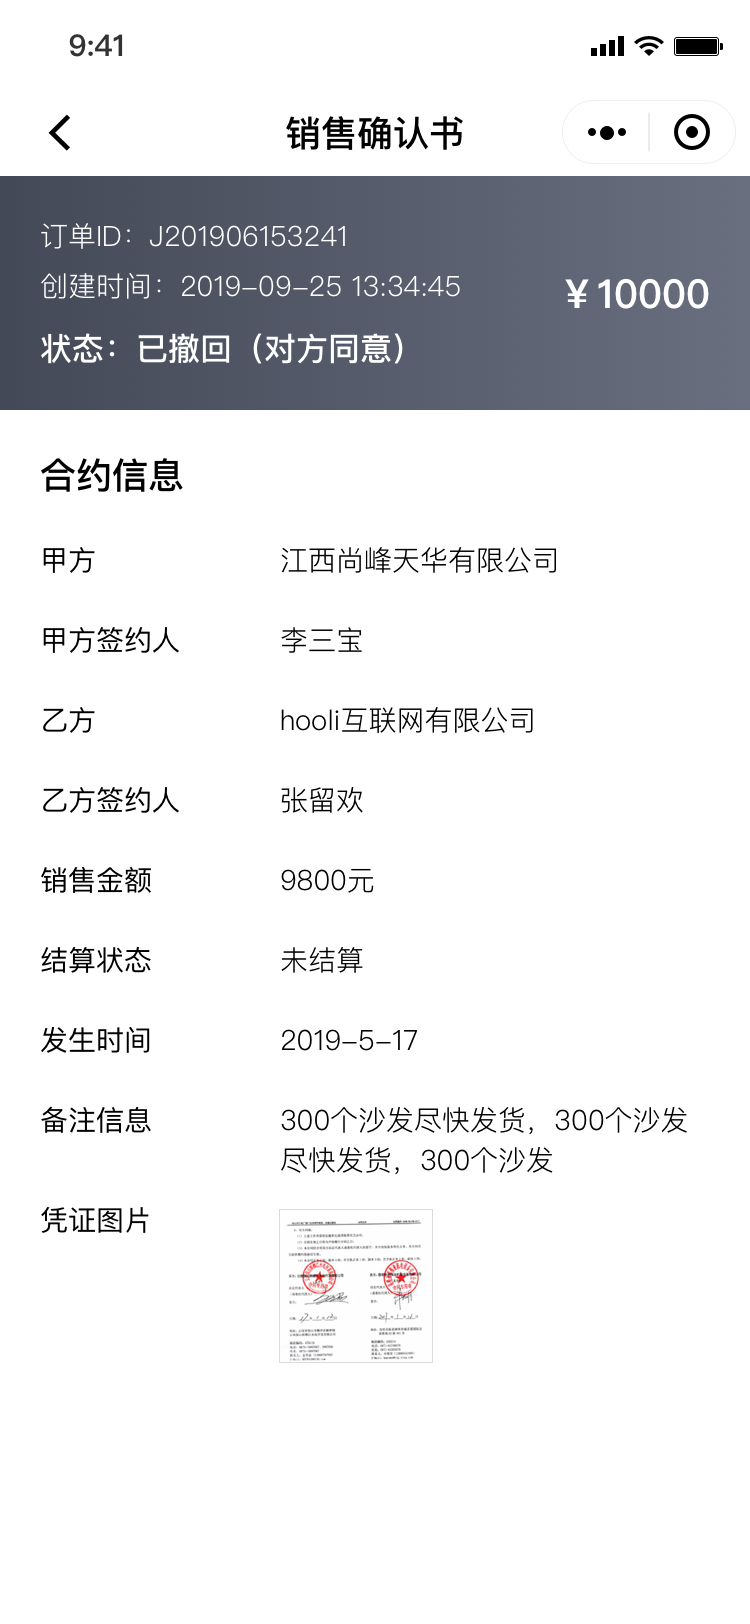 9:41
销售确认书
订单ID：J201906153241
创建时间：2019-09-25 13:34:45
¥10000
状态：已撤回（对方同意）
合约信息
甲方 江西尚峰天华有限公司
甲方签约人 李三宝
乙方 hooli互联网有限公司
乙方签约人 张留欢
销售金额 9800元
结算状态 未结算
发生时间 2019-5-17
备注信息 300个沙发尽快发货，300个沙发
尽快发货，300个沙发
凭证图片